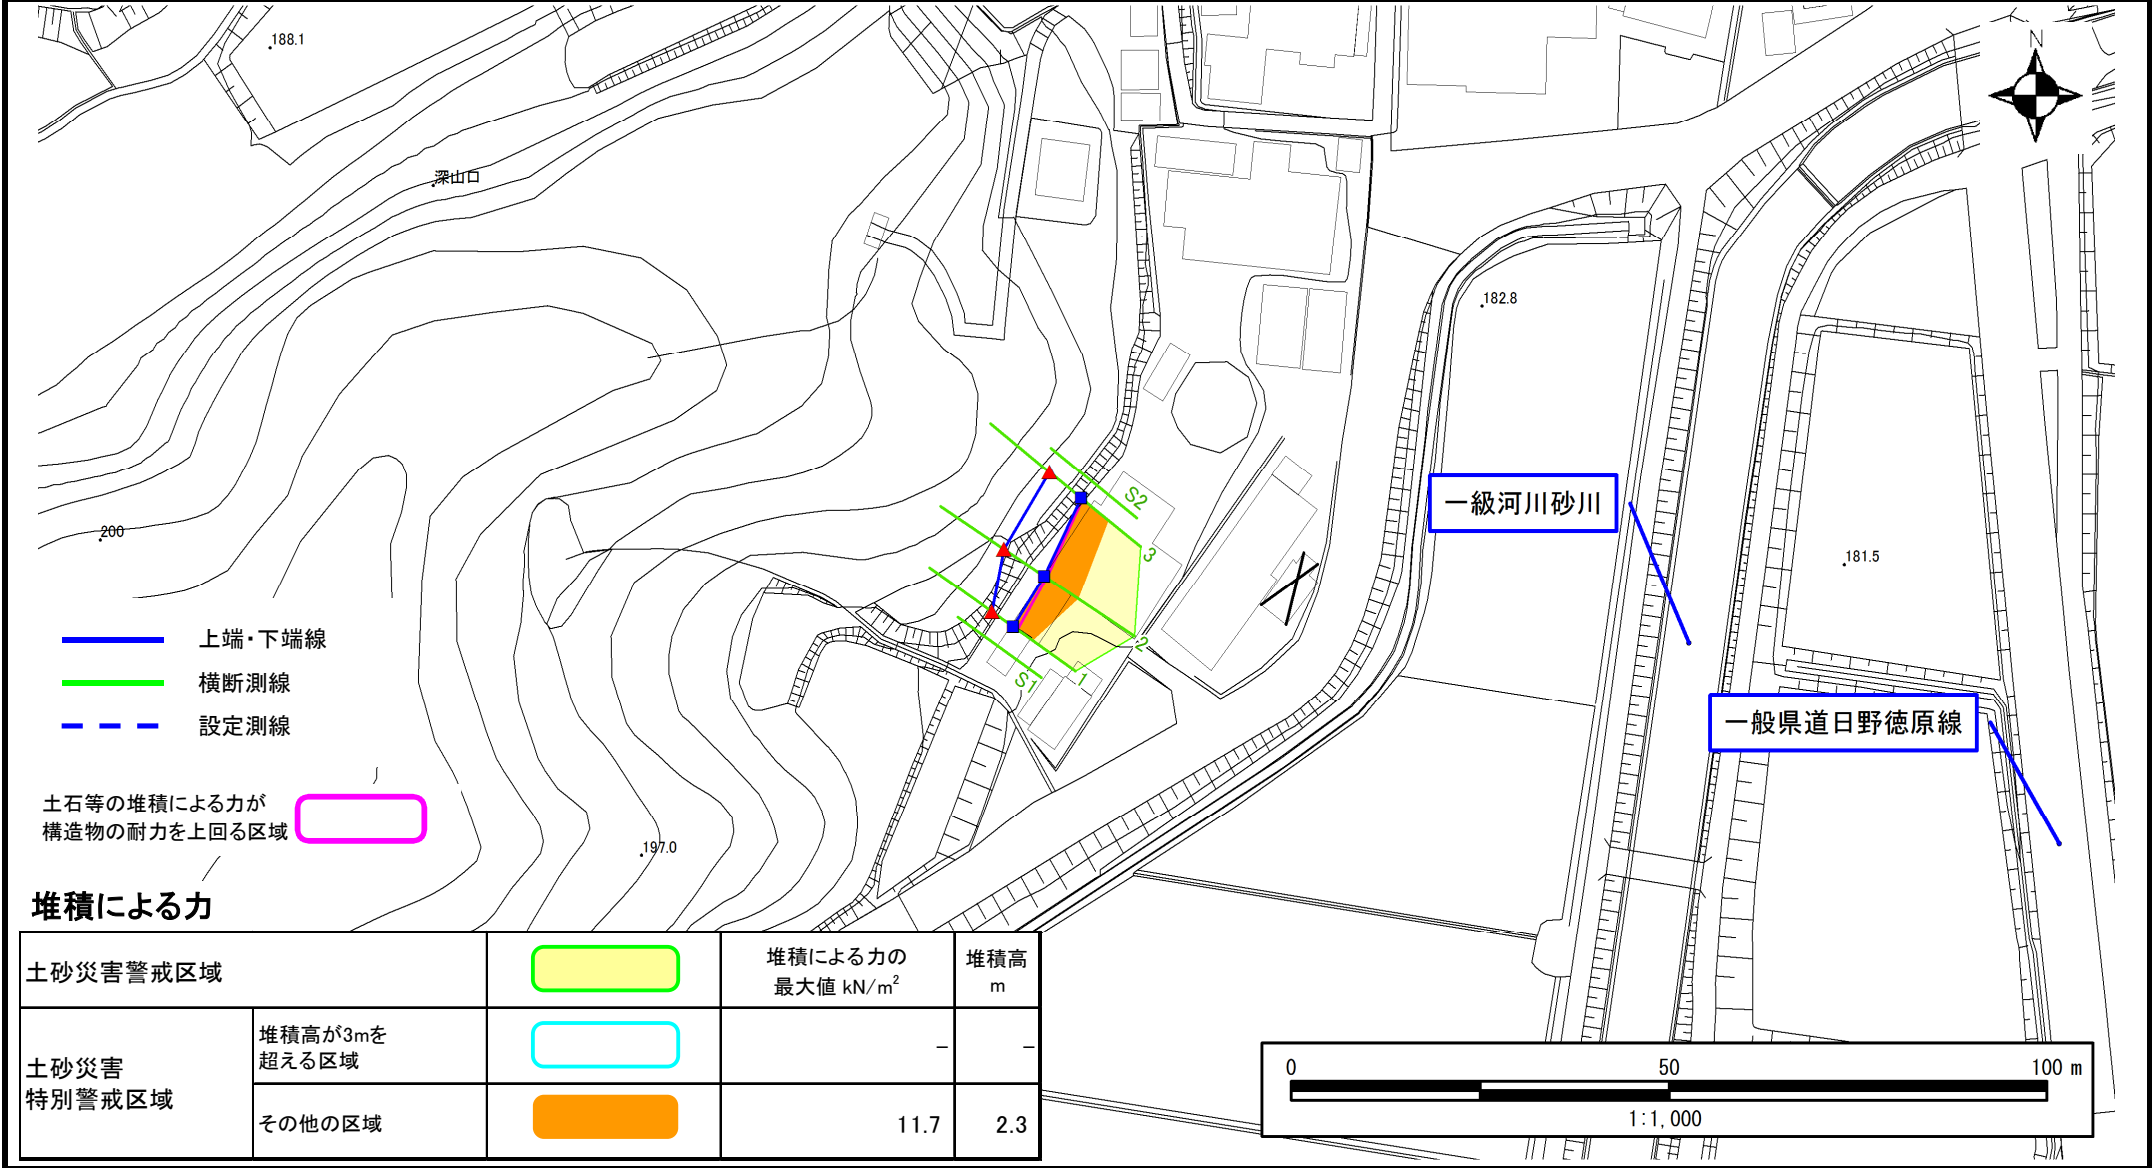 188.1
N
深山口
182.8
200
S2
3
一級河川砂川
181.5
2
S1
1
上端・下端線
横断測線
設定測線
一般県道日野徳原線
土石等の堆積による力が
構造物の耐力を上回る区域
197.0
堆積による力
土砂災害警戒区域
堆積による力の
最大値 kN/m²
堆積高
m
土砂災害
特別警戒区域
堆積高が3mを
超える区域
－
－
その他の区域
11.7
2.3
0 50 100 m
1:1,000